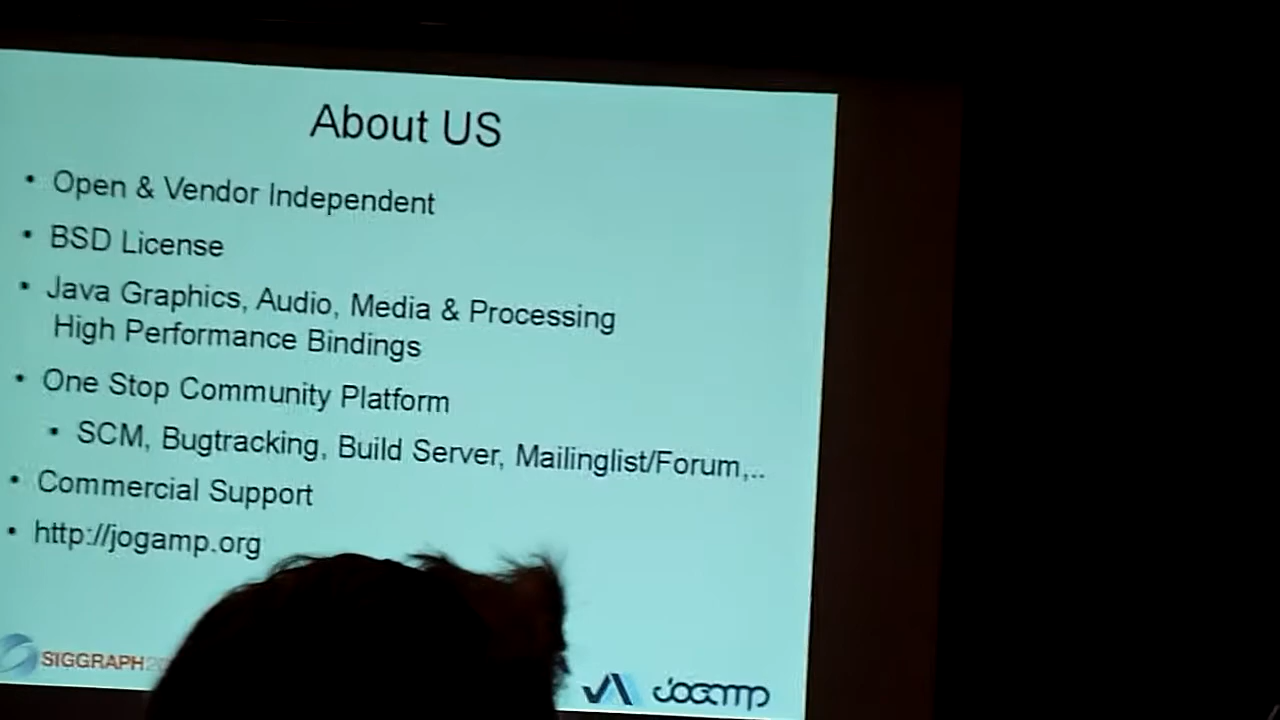 About US
• Open & Vendor Independent
• BSD License
• Java Graphics, Audio, Media & Processing
High Performance Bindings
• One Stop Community Platform
• SCM, Bugtracking, Build Server, Mailinglist/Forum,..
• Commercial Support
• http://jogamp.org
SIGGRAPH
JOGAMP